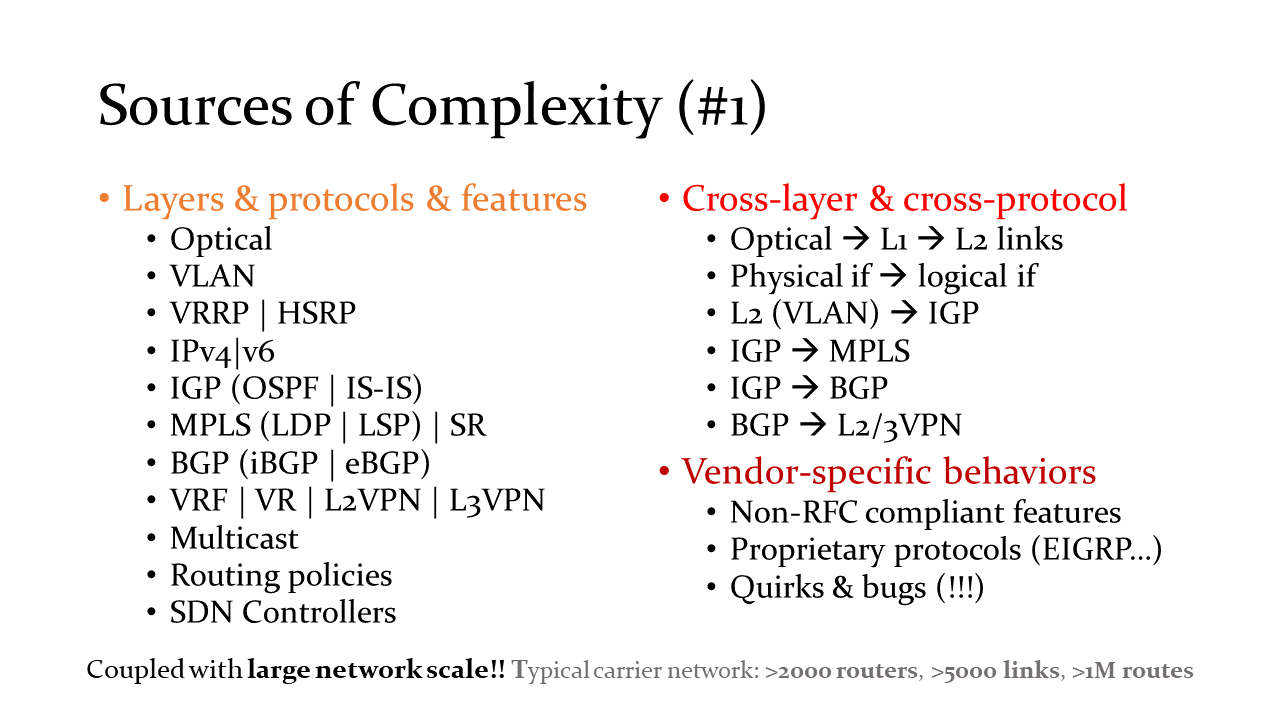 Sources of Complexity (#1)
• Layers & protocols & features
• Optical
• VLAN
• VRRP | HSRP
• IPv4|v6
• IGP (OSPF | IS-IS)
• MPLS (LDP | LSP) | SR
• BGP (iBGP | eBGP)
• VRF | VR | L2VPN | L3VPN
• Multicast
• Routing policies
• SDN Controllers
• Cross-layer & cross-protocol
• Optical → L1 → L2 links
• Physical if → logical if
• L2 (VLAN) → IGP
• IGP → MPLS
• IGP → BGP
• BGP → L2/3VPN
• Vendor-specific behaviors
• Non-RFC compliant features
• Proprietary protocols (EIGRP...)
• Quirks & bugs (!!!)
Coupled with large network scale!! Typical carrier network: >2000 routers, >5000 links, >1M routes